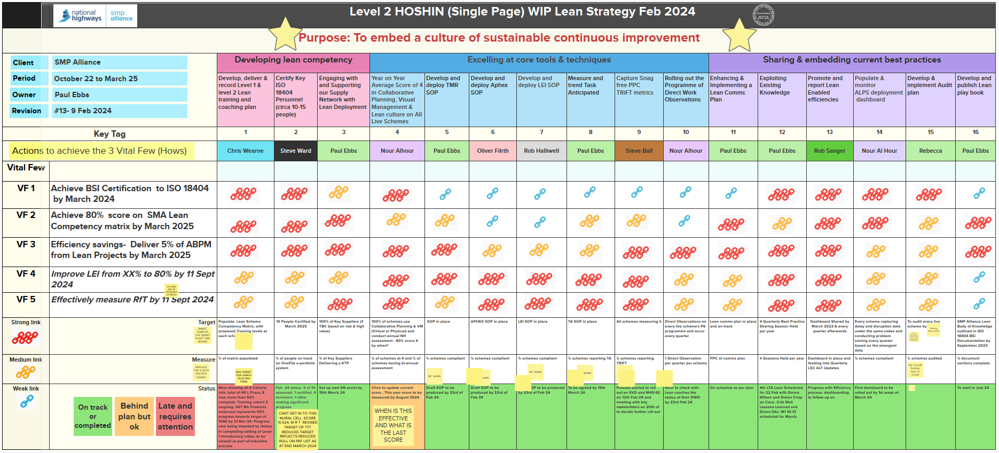 national
highways
smp
alliance
Level 2 HOSHIN (Single Page) WIP Lean Strategy Feb 2024
Purpose: To embed a culture of sustainable continuous improvement
Client
SMP Alliance
Period
October 22 to March 25
Owner
Paul Ebbs
Revision
#13- 9 Feb 2024
Developing lean competency
Excelling at core tools & techniques
Sharing & embedding current best practices
Develop, deliver &
record Level 1 &
level 2 Lean
training and
coaching plan
Certify Key
ISO
18404
Personnel
(circa 10-15
people)
Engaging with
and Supporting
our Supply
Network with
Lean Deployment
Year on Year
Average Score of 4
in Collaborative
Planning, Visual
Management &
Lean culture on All
Live Schemes
Develop and
deploy TMR
SOP
Develop and
deploy Aphex
SOP
Develop and
deploy LEI SOP
Measure and
trend Task
Anticipated
Capture Snag
free PPC
TRiFT metrics
Rolling out the
Programme of
Direct Work
Observations
Enhancing &
Implementing a
Lean Comms
Plan
Exploiting
Existing
Knowledge
Promote and
report Lean
Enabled
efficiencies
Populate &
monitor
ALPS deployment
dashboard
Develop &
implement Audit
plan
Develop and
publish Lean
play book
Key Tag
1
2
3
4
5
6
7
8
9
10
11
12
13
14
15
16
Actions to achieve the 3 Vital Few (Hows)
Chris Wearne
Steve Ward
Paul Ebbs
Nour Alhour
Paul Ebbs
Oliver Filrth
Rob Halliwell
Paul Ebbs
Steve Ball
Nour Alhour
Paul Ebbs
Paul Ebbs
Rob Sanger
Nour Al Hour
Rebecca
Paul Ebbs
Vital Few
VF 1
Achieve BSI Certification to ISO 18404
by March 2024
VF 2
Achieve 80% score on SMA Lean
Competency matrix by March 2025
VF 3
Efficiency savings- Deliver 5% of ABPM
from Lean Projects by March 2025
VF 4
Improve LEI from XX% to 80% by 11 Sept
2024
VF 5
Effectively measure RfT by 11 Sept 2024
Strong link
Target
SMART,
SOME OF
THE TARGET
IS NOT TIME
BOUND
Populate Lean Scheme
Competency Matrix, with
proposed Training levels at
each
10 People Certified by
March 2025
100% of Key Suppliers (#
TBC based on risk & high
value)
100% of schemes use
Collaborative Planning & VM
(Virtual or Physical) and
conduct annual NH
assessment - 80% score 4
by when?
SOP in place
APHEX SOP in place
LEI SOP in place
TA SOP in place
All schemes measuring it
Direct Observations on
every live scheme's P6
programme and occur
every quarter
Lean comms plan in place
and on-track
4 Quarterly Best Practice
Sharing Session Held
per year
Dashboard Shared by
March 2023 & every
quarter afterwards
Every scheme capturing
delay and disruption data
under the same codes and
conducting problem
solving every quarter
based on the emergent
data
To audit every live
scheme by
Starting
March 2024
SMP Alliance Lean
Body of Knowledge
outlined in ISO
18404 BSi
Documentation by
September 2023
Medium link
Measure
REPLACE
THE % WITH
SPECIFIC
TARGET
% of matrix populated
80% TARGET
FOR mARCH
25 IS 1554
ITEMS
% of people on track
on OneFile e-portfolio
system
% of Key Suppliers
Delivering a KTP
% of schemes at 4 and % of
schemes having bi-annual
assessment
% schemes compliant
BY WHEN
% schemes compliant
WHEN
% schemes compliant
BY WHEN
% schemes reporting TA
WHEN
% schemes reporting
TRiFT
1 Direct Observation
per quarter per scheme
PPC of comms plan
# Sessions Held per year
Dashboard in place and
feeding into Quarterly
LSC ALT Updates
% schemes compliant
% schemes audited
No. of audit
findings
open vs
closed
% document
sections complete
Weak link
Status
On track
or
completed
Behind
plan but
ok
Late and
requires
attention
Now showing all 4 Cohorts
info, total of 45 L Pracs; 8
now more than 50%
complete. Training cohort 3
ongoing. 547 Wk Products
endorsed represents 55%
progress towards target of
1040 by 31 Mar 24. Progress
now being impeded by delays
in completing editing of Level
1 Introductory video, to be
viewed as part of induction
process
Feb 24 status. 5 of 10
assessed. 1 certified. 4
imminent. 1 other
making significant
progress
CANT GET IN TO THIS
MURAL CELL, SCORE
IS 624, W R T REVISED
TARGET OF 777.
REDUCED TARGET
REFLECTS REDUCED
ROLL ON PAF LIST AS
AT END MARCH 2024
Set up next SN event by
15th March 24
Chris to update current
score , This year score to be
measured by August 2024
WHEN IS THIS
EFFECTIVE
AND WHAT IS
THE LAST
SCORE
Draft SOP to be
produced by 23rd of
Feb 24
Draft SOP to be
produced by 23rd of
Feb 24
SOP to be produced
by 23rd of Feb 24
To be agreed by 15th
March 24
Process started to roll
out on SVD and M40/42
on 12th Feb 24 and
meeting with key
stakeholders on 20th of
to decide further roll out
Nour to check with
Lean coaches the
status of their DWO
by 23rd Feb 24
On schedule as per plan
4th LTA Lean Scheduled
for 22 Feb with Emma
Wilson and Simon Crisp
on Conc. Crib Wall
Lessons Learned and
Direct Obs. M1 10-13
scheduled for March.
Progress with Efficiency
process- dashboarding
to follow up on
First dashboard to be
rolled out by 1st week of
March 24
To start in July 24